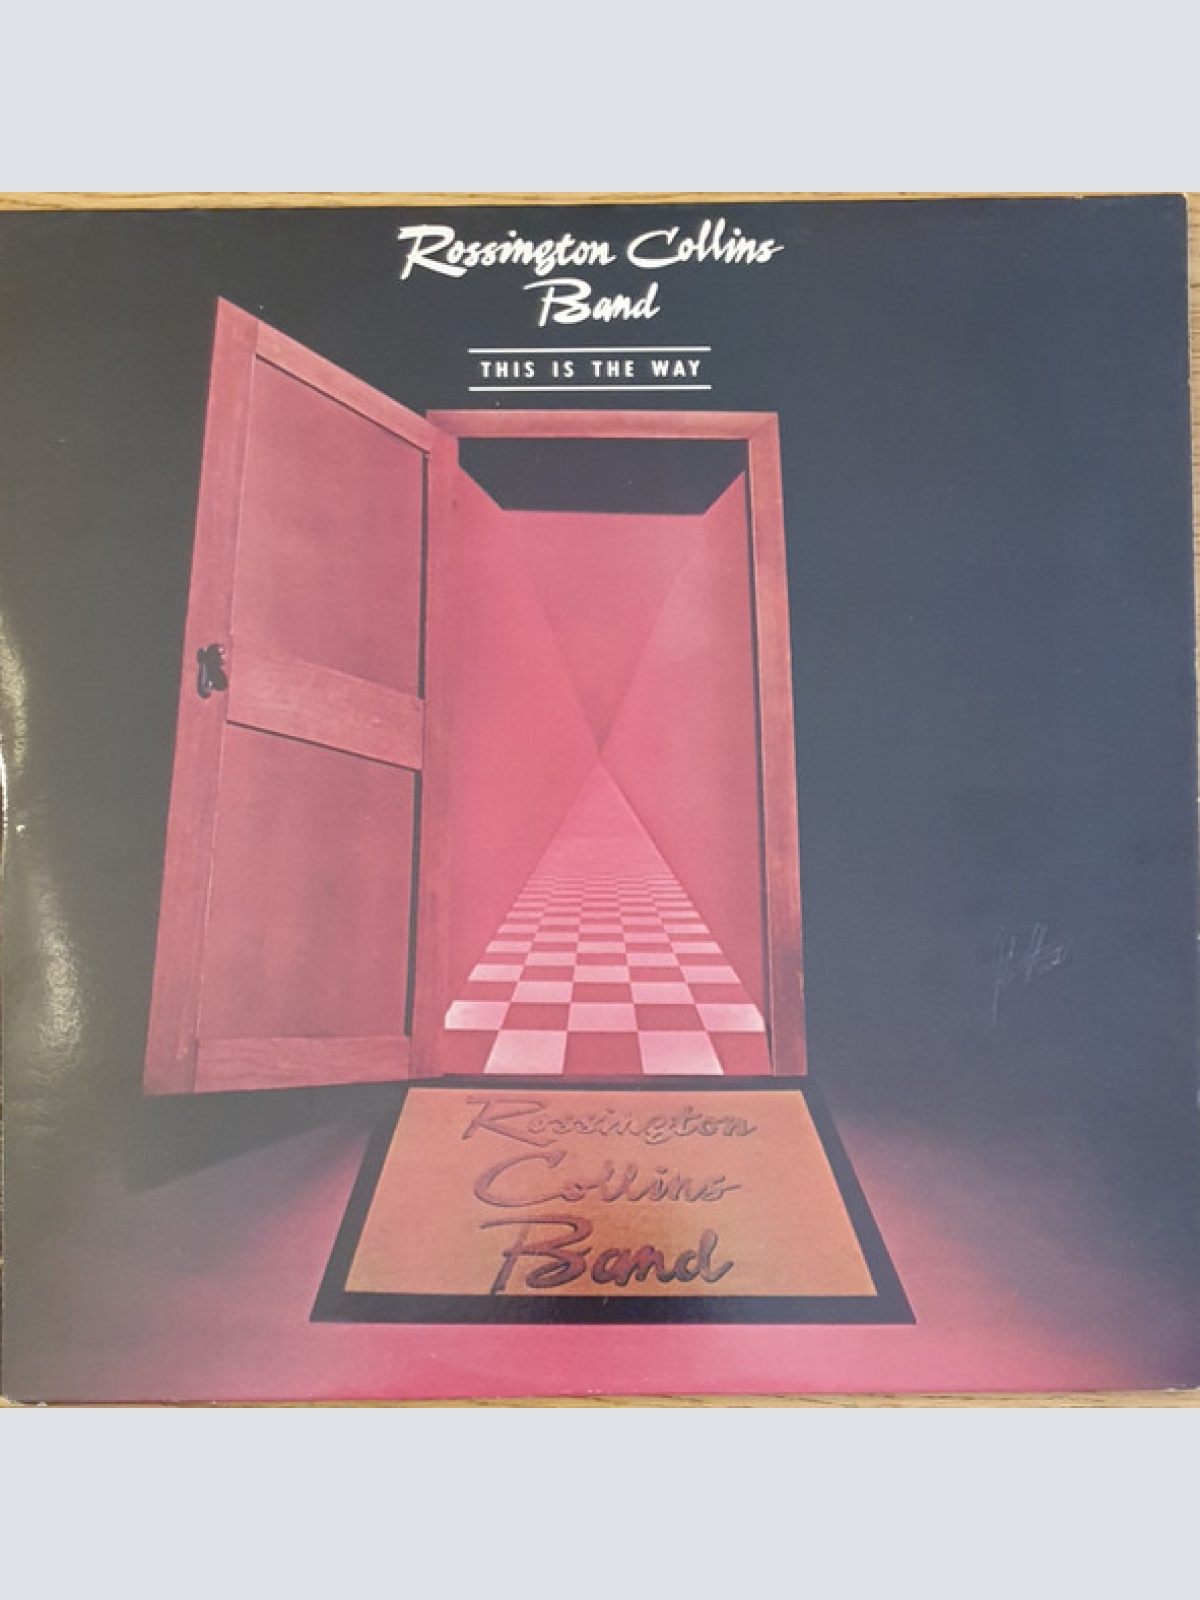 Rossington Collins
Band
THIS IS THE WAY
Rossington
Collins
Band